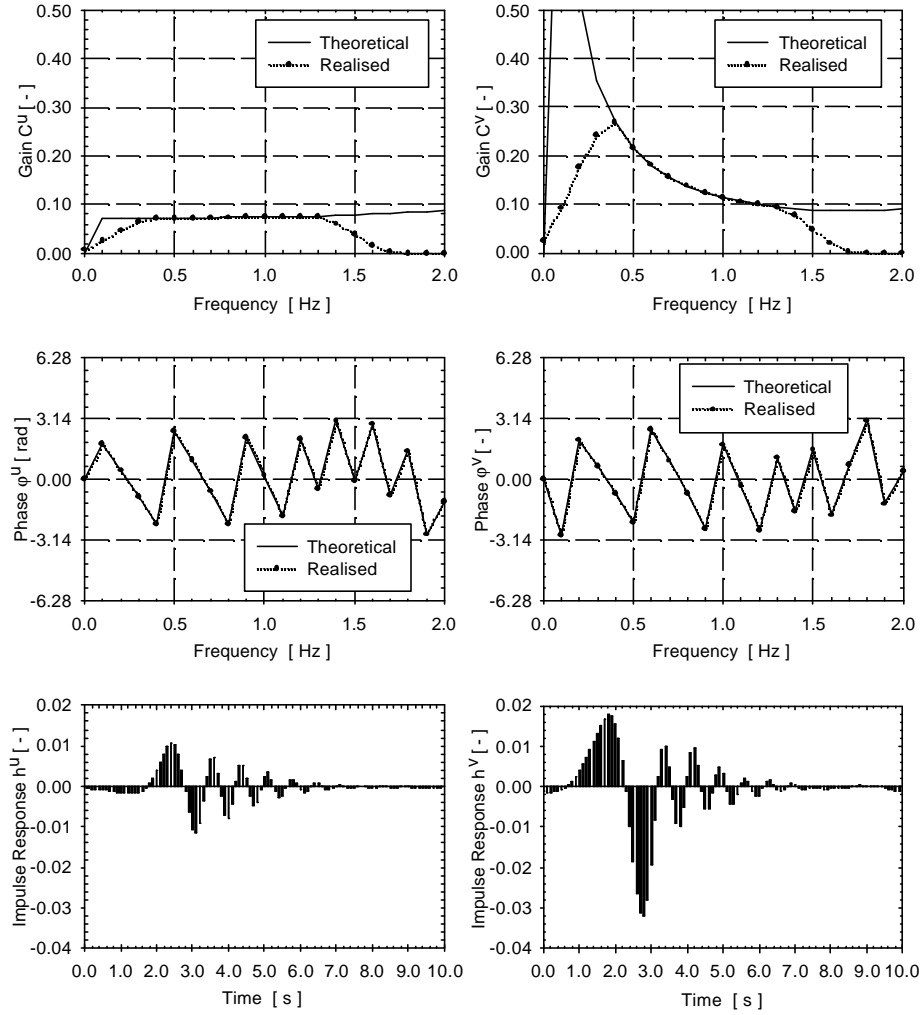 0.50
0.40
0.30
0.20
0.10
0.00
Gain C^u [ - ]
Theoretical
Realised
0.0 0.5 1.0 1.5 2.0
Frequency [ Hz ]
0.50
0.40
0.30
0.20
0.10
0.00
Gain C^v [ - ]
Theoretical
Realised
0.0 0.5 1.0 1.5 2.0
Frequency [ Hz ]
6.28
3.14
0.00
-3.14
-6.28
Phase φ^u [ rad ]
Theoretical
Realised
0.0 0.5 1.0 1.5 2.0
Frequency [ Hz ]
6.28
3.14
0.00
-3.14
-6.28
Phase φ^v [ - ]
Theoretical
Realised
0.0 0.5 1.0 1.5 2.0
Frequency [ Hz ]
0.02
0.01
0.00
-0.01
-0.02
-0.03
-0.04
Impulse Response h^u [ - ]
0.0 1.0 2.0 3.0 4.0 5.0 6.0 7.0 8.0 9.0 10.0
Time [ s ]
0.02
0.01
0.00
-0.01
-0.02
-0.03
-0.04
Impulse Response h^v [ - ]
0.0 1.0 2.0 3.0 4.0 5.0 6.0 7.0 8.0 9.0 10.0
Time [ s ]